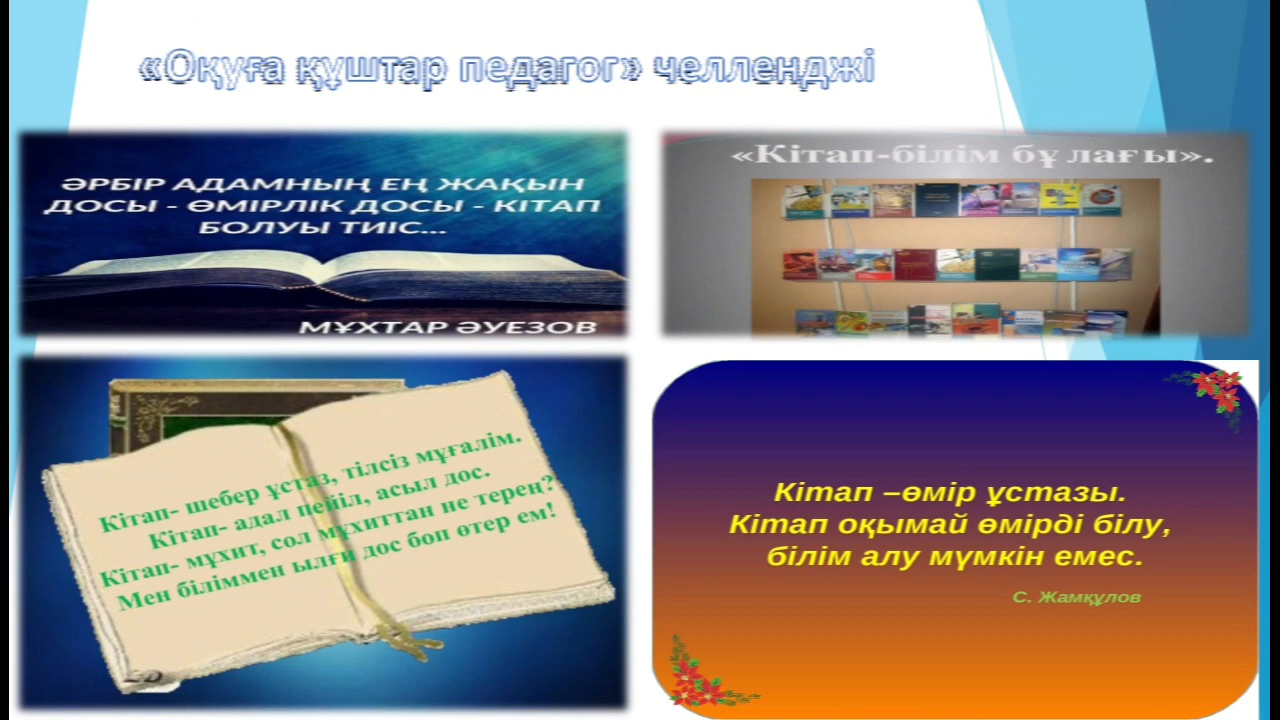 «Оқуға құштар педагог» челленджі
ӘРБІР АДАМНЫҢ ЕҢ ЖАҚЫН
ДОСЫ - ӨМІРЛІК ДОСЫ - КІТАП
БОЛУЫ ТИІС...
МҰХТАР ӘУЕЗОВ
«Кітап-білім бұлағы».
Кітап- шебер ұстаз, тілсіз мұғалім.
Кітап- адал пейіл, асыл дос.
Кітап- мұхит, сол мұхиттан не терең?
Мен біліммен ылғи дос боп өтер ем!
Кітап –өмір ұстазы.
Кітап оқымай өмірді білу,
білім алу мүмкін емес.
С. Жамқұлов